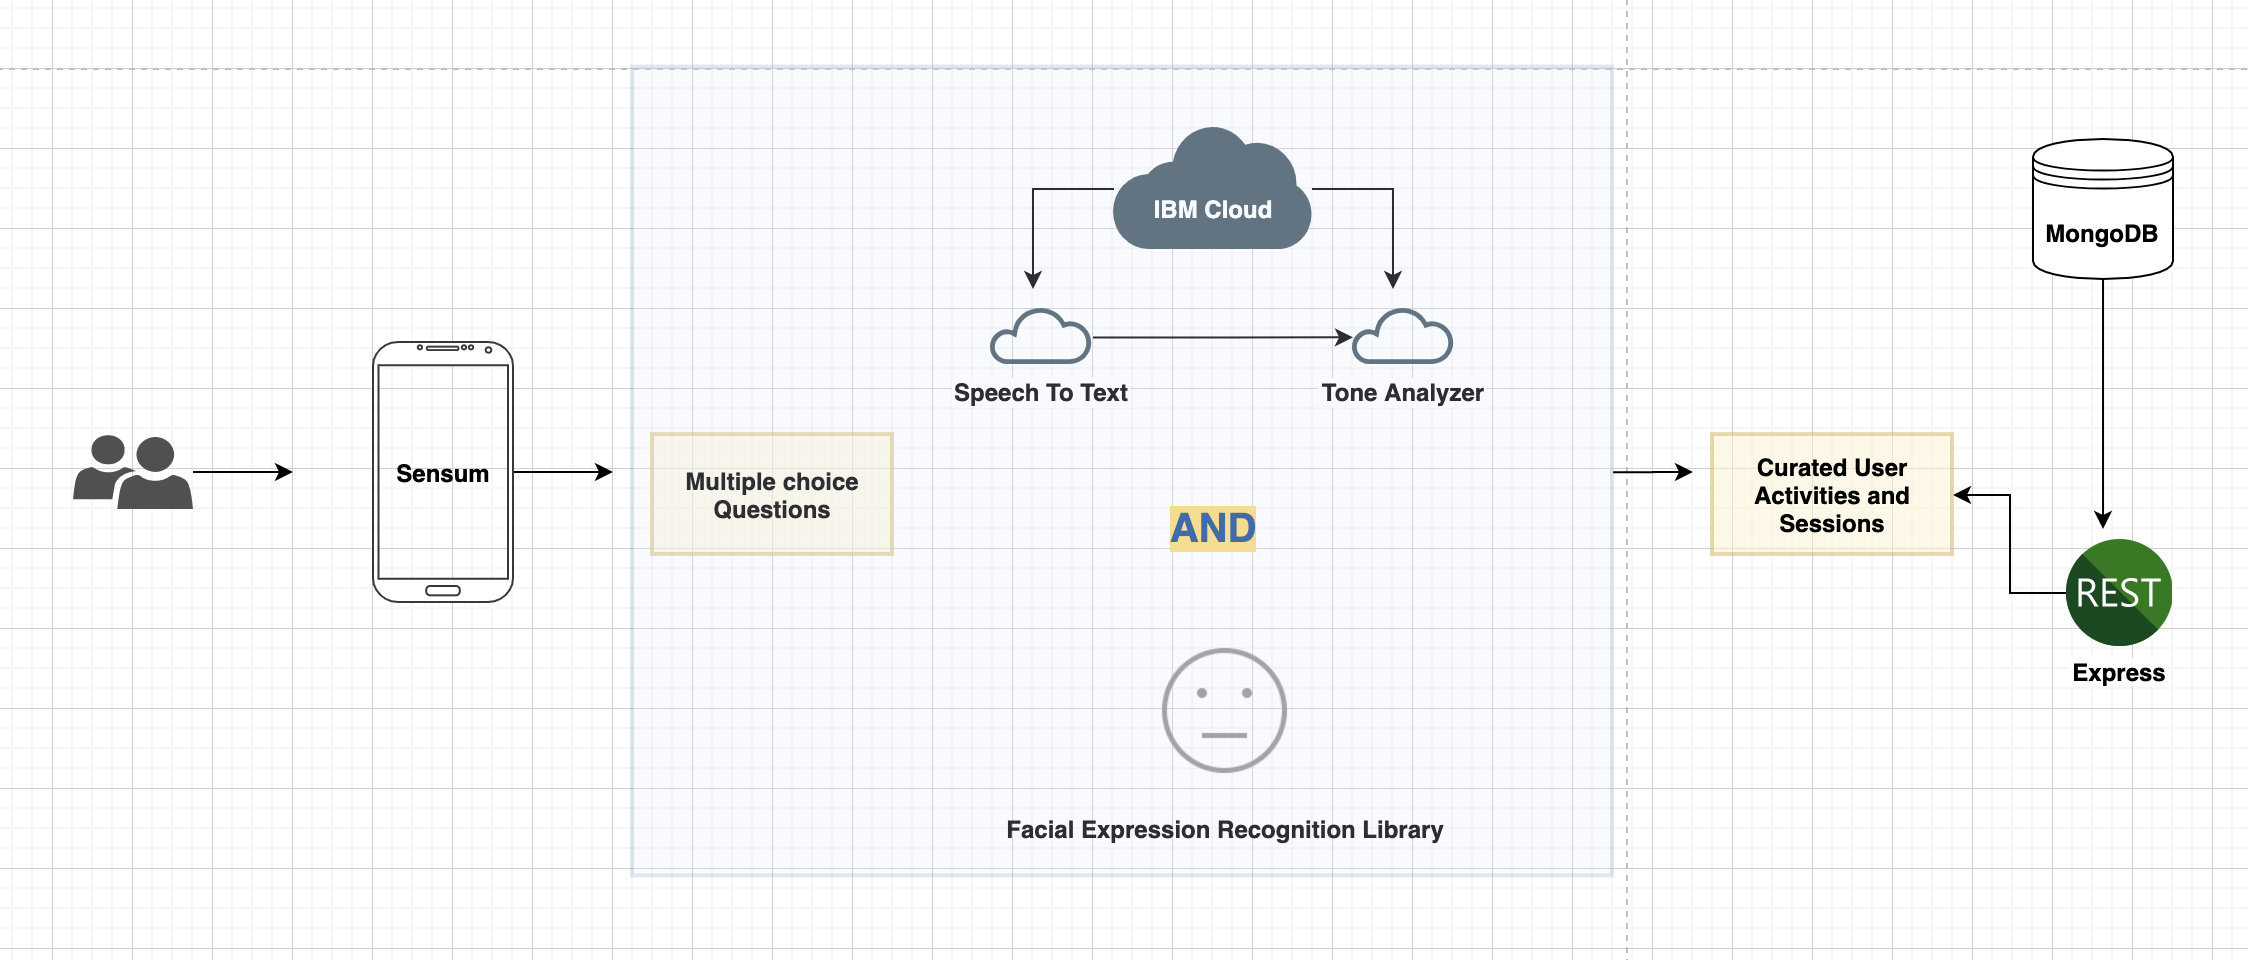 IBM Cloud
MongoDB
Speech To Text
Tone Analyzer
Sensum
Multiple choice
Questions
AND
Curated User
Activities and
Sessions
REST
Express
Facial Expression Recognition Library